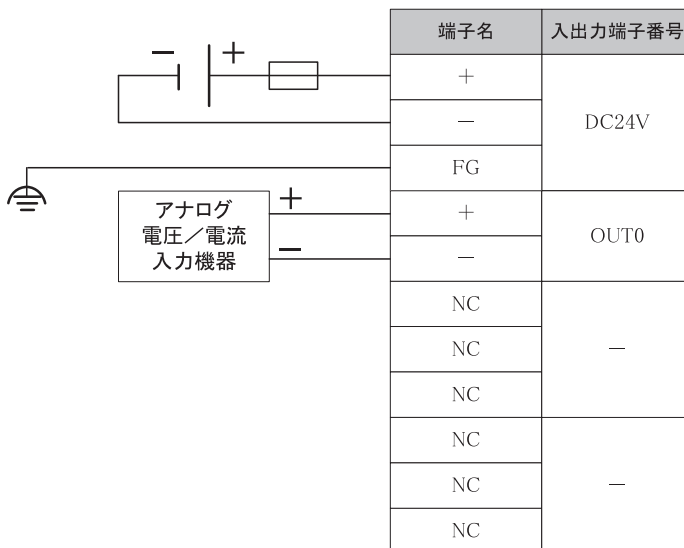 端子名 入出力端子番号
− + + DC24V
−
FG
アナログ
電圧／電流
入力機器
+ + OUT0
− −
NC −
NC
NC
NC −
NC
NC